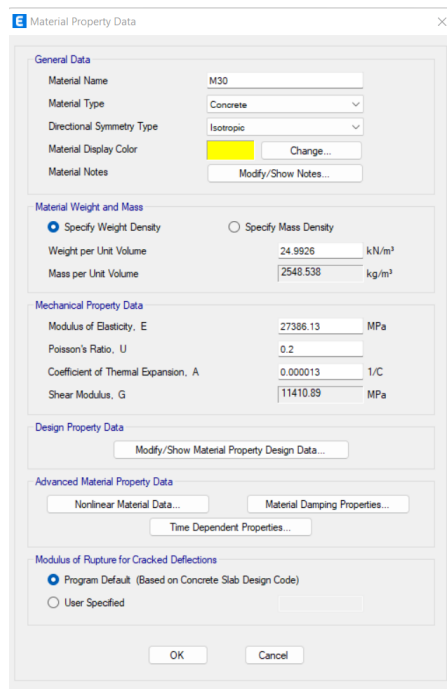 E Material Property Data
General Data
Material Name M30
Material Type Concrete
Directional Symmetry Type Isotropic
Material Display Color Change...
Material Notes Modify/Show Notes...
Material Weight and Mass
Specify Weight Density Specify Mass Density
Weight per Unit Volume 24.9926 kN/m³
Mass per Unit Volume 2548.538 kg/m³
Mechanical Property Data
Modulus of Elasticity, E 27386.13 MPa
Poisson's Ratio, U 0.2
Coefficient of Thermal Expansion, A 0.000013 1/C
Shear Modulus, G 11410.89 MPa
Design Property Data
Modify/Show Material Property Design Data...
Advanced Material Property Data
Nonlinear Material Data... Material Damping Properties...
Time Dependent Properties...
Modulus of Rupture for Cracked Deflections
Program Default (Based on Concrete Slab Design Code)
User Specified
OK Cancel